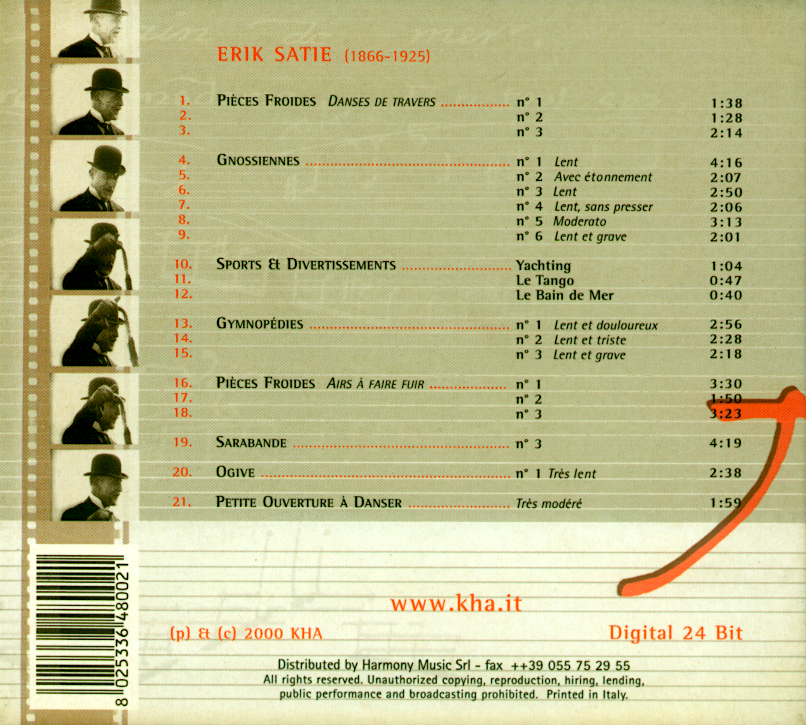 ERIK SATIE (1866-1925)
1. PIÈCES FROIDES DANSES DE TRAVERS ................. n° 1 1:38
2. n° 2 1:28
3. n° 3 2:14
4. GNOSSIENNES ................. n° 1 Lent 4:16
5. n° 2 Avec étonnement 2:07
6. n° 3 Lent 2:50
7. n° 4 Lent, sans presser 2:06
8. n° 5 Moderato 3:13
9. n° 6 Lent et grave 2:01
10. SPORTS & DIVERTISSEMENTS ................. Yachting 1:04
11. Le Tango 0:47
12. Le Bain de Mer 0:40
13. GYMNOPÉDIES ................. n° 1 Lent et douloureux 2:56
14. n° 2 Lent et triste 2:28
15. n° 3 Lent et grave 2:18
16. PIÈCES FROIDES AIRS À FAIRE FUIR ................. n° 1 3:30
17. n° 2 1:50
18. n° 3 3:23
19. SARABANDE ................. n° 3 4:19
20. OGIVE ................. n° 1 Très lent 2:38
21. PETITE OUVERTURE À DANSER ................. Très modéré 1:59
www.kha.it
(p) & (c) 2000 KHA
Digital 24 Bit
Distributed by Harmony Music Srl - fax ++39 055 75 29 55
All rights reserved. Unauthorized copying, reproduction, hiring, lending,
public performance and broadcasting prohibited. Printed in Italy.
8 025336 480021